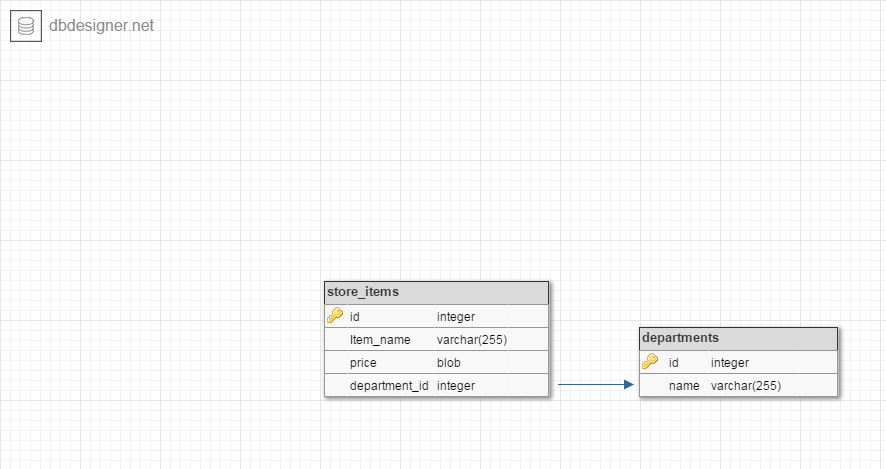 dbdesigner.net
store_items
id integer
Item_name varchar(255)
price blob
department_id integer
departments
id integer
name varchar(255)